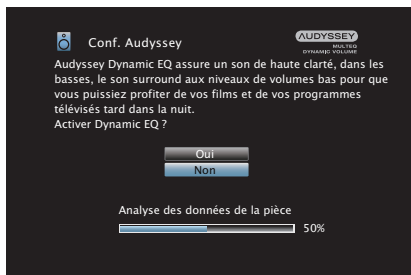 Conf. Audyssey
AUDYSSEY
MULTEQ
DYNAMIC VOLUME
Audyssey Dynamic EQ assure un son de haute clarté, dans les
basses, le son surround aux niveaux de volumes bas pour que
vous puissiez profiter de vos films et de vos programmes
télévisés tard dans la nuit.
Activer Dynamic EQ ?
Oui
Non
Analyse des données de la pièce
50%